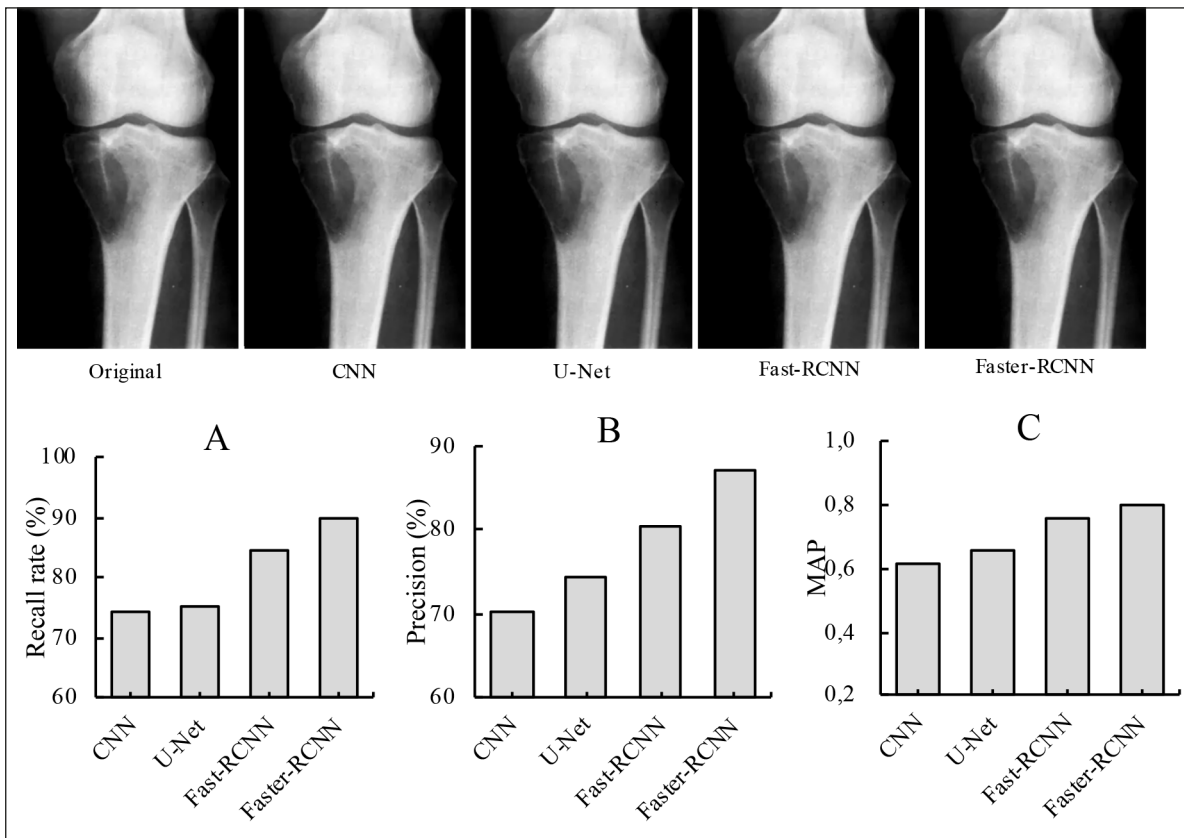 Original CNN U-Net Fast-RCNN Faster-RCNN
A
Recall rate (%)
100
90
80
70
60
CNN U-Net Fast-RCNN Faster-RCNN
B
Precision (%)
90
80
70
60
CNN U-Net Fast-RCNN Faster-RCNN
C
MAP
1,0
0,8
0,6
0,4
0,2
CNN U-Net Fast-RCNN Faster-RCNN